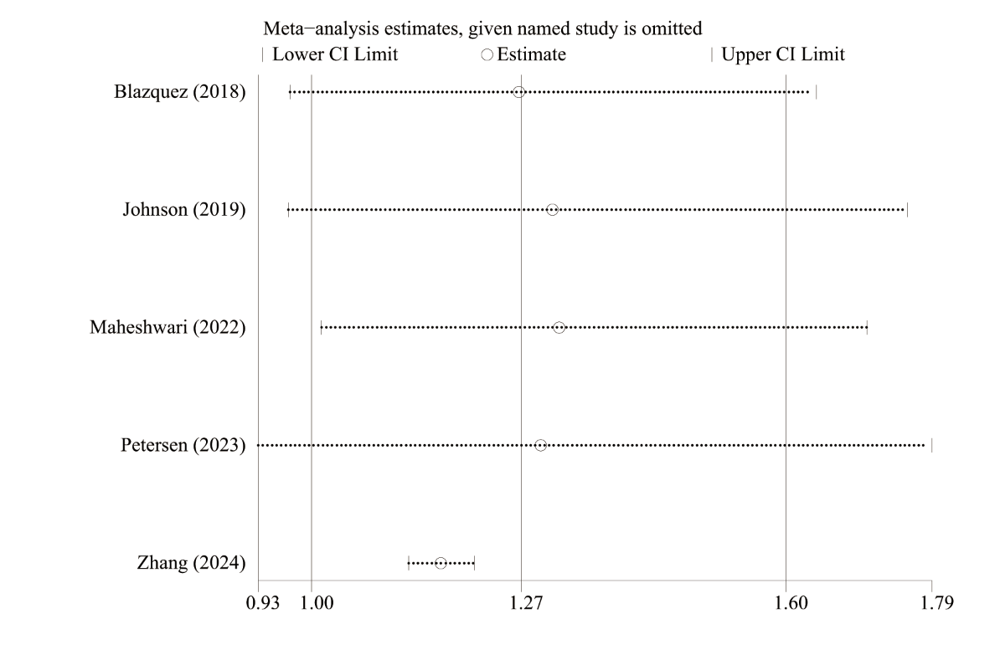 Meta−analysis estimates, given named study is omitted
| Lower CI Limit ○ Estimate | Upper CI Limit
Blazquez (2018)
Johnson (2019)
Maheshwari (2022)
Petersen (2023)
Zhang (2024)
0.93 1.00 1.27 1.60 1.79